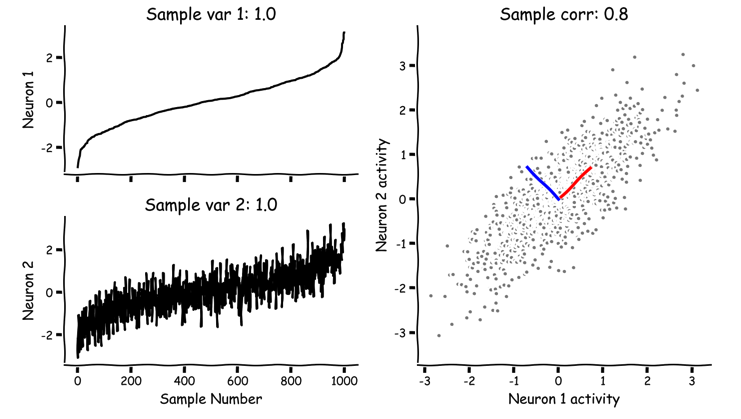 Sample var 1: 1.0
Neuron 1
2
0
-2
Sample var 2: 1.0
Neuron 2
2
0
-2
0 200 400 600 800 1000
Sample Number
Sample corr: 0.8
Neuron 2 activity
3
2
1
0
-1
-2
-3
-3 -2 -1 0 1 2 3
Neuron 1 activity